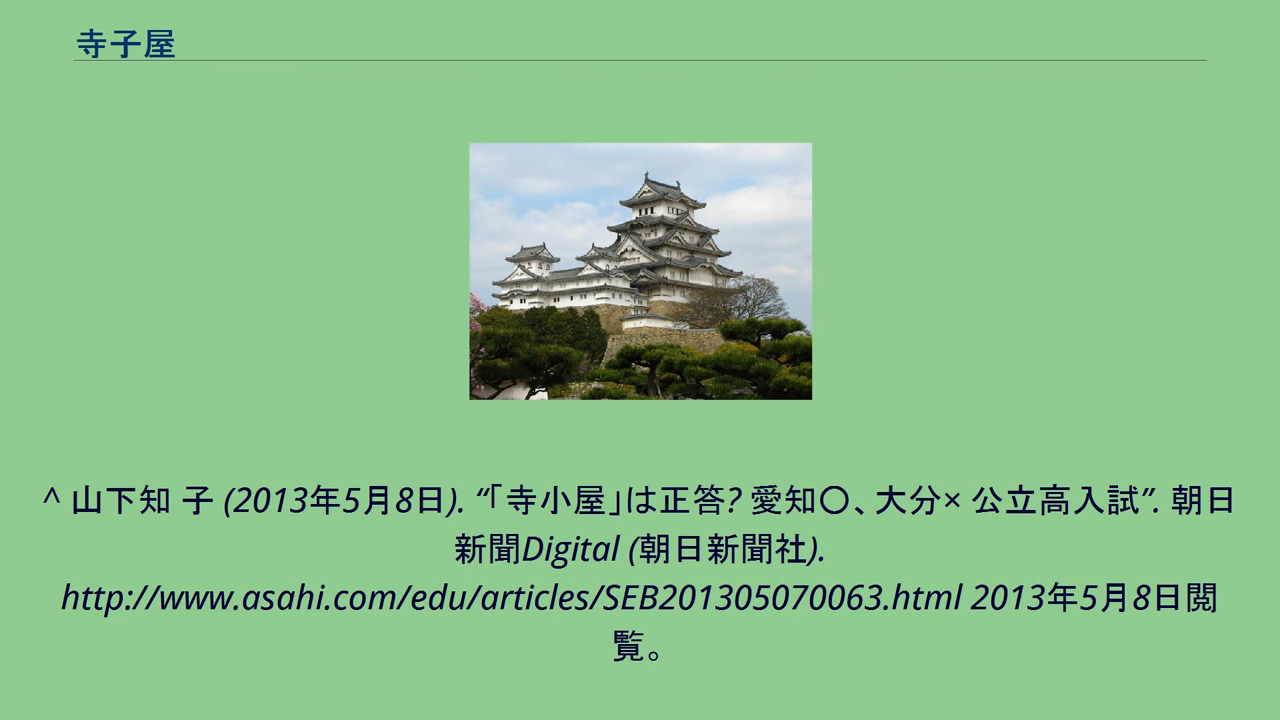 寺子屋
^ 山下知 子 (2013年5月8日). “「寺小屋」は正答? 愛知〇、大分× 公立高入試”. 朝日
新聞Digital (朝日新聞社).
http://www.asahi.com/edu/articles/SEB201305070063.html 2013年5月8日閲
覧。